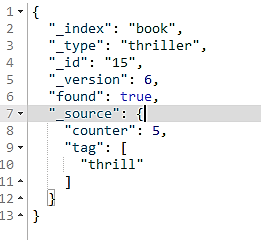 1 {
2 "_index": "book",
3 "_type": "thriller",
4 "_id": "15",
5 "_version": 6,
6 "found": true,
7 "_source": {
8 "counter": 5,
9 "tag": [
10 "thrill"
11 ]
12 }
13 }